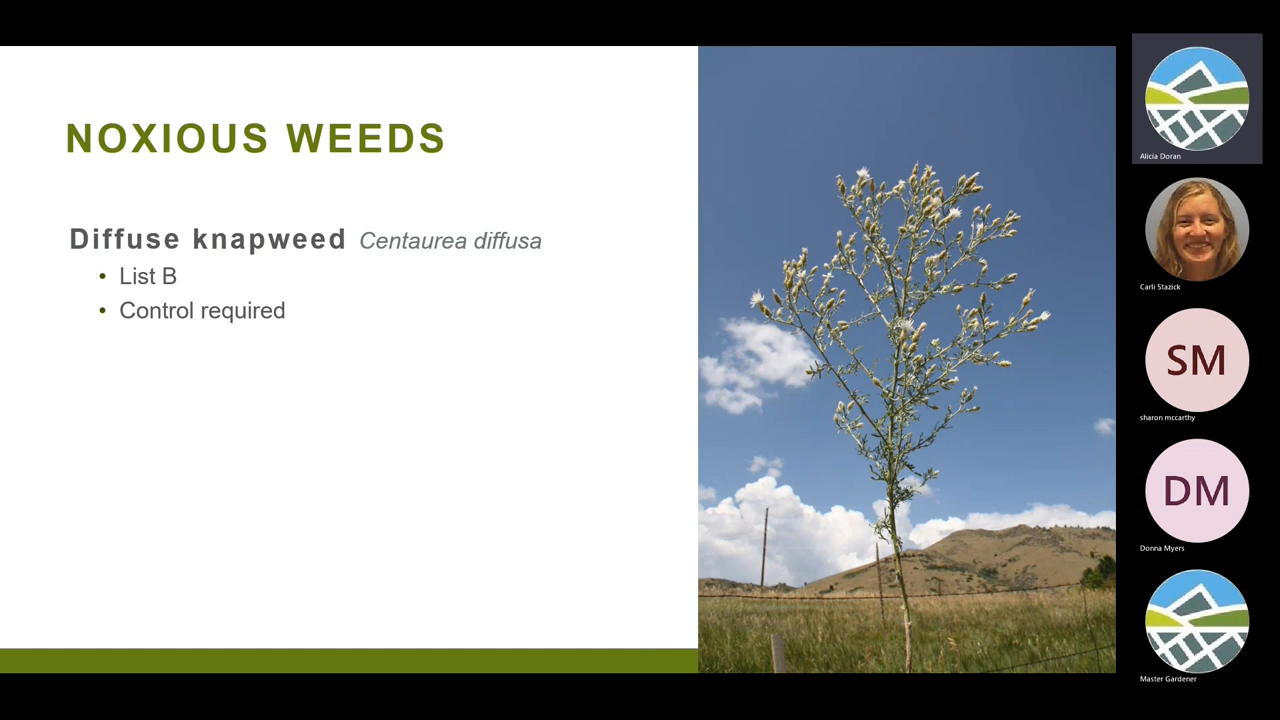 NOXIOUS WEEDS
Diffuse knapweed Centaurea diffusa
• List B
• Control required
Alicia Doran
Carli Stazick
SM
sharon mccarthy
DM
Donna Myers
Master Gardener